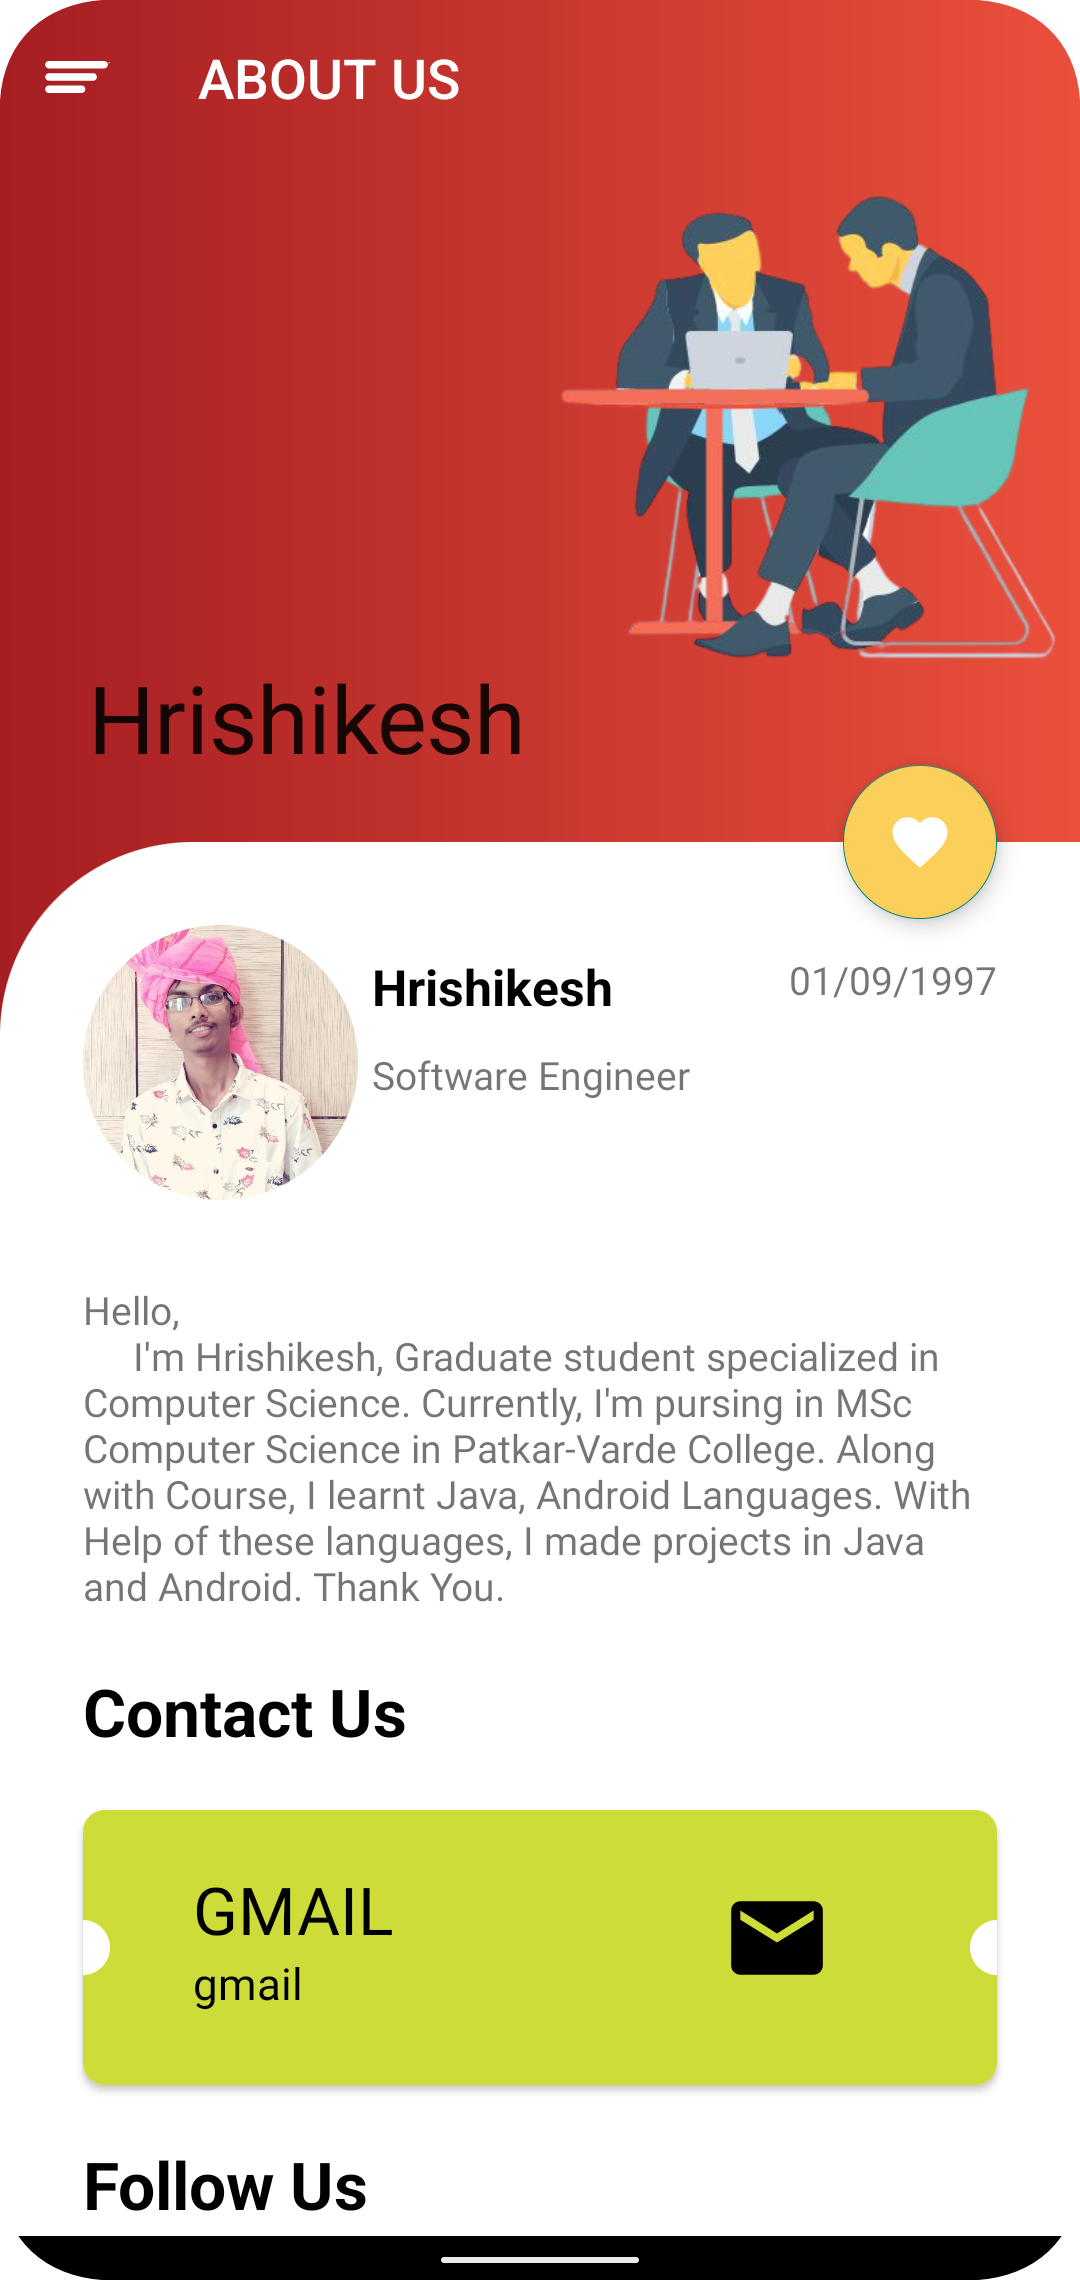 ABOUT US
Hrishikesh
Hrishikesh
01/09/1997
Software Engineer
Hello,
I'm Hrishikesh, Graduate student specialized in
Computer Science. Currently, I'm pursing in MSc
Computer Science in Patkar-Varde College. Along
with Course, I learnt Java, Android Languages. With
Help of these languages, I made projects in Java
and Android. Thank You.
Contact Us
GMAIL
gmail
Follow Us